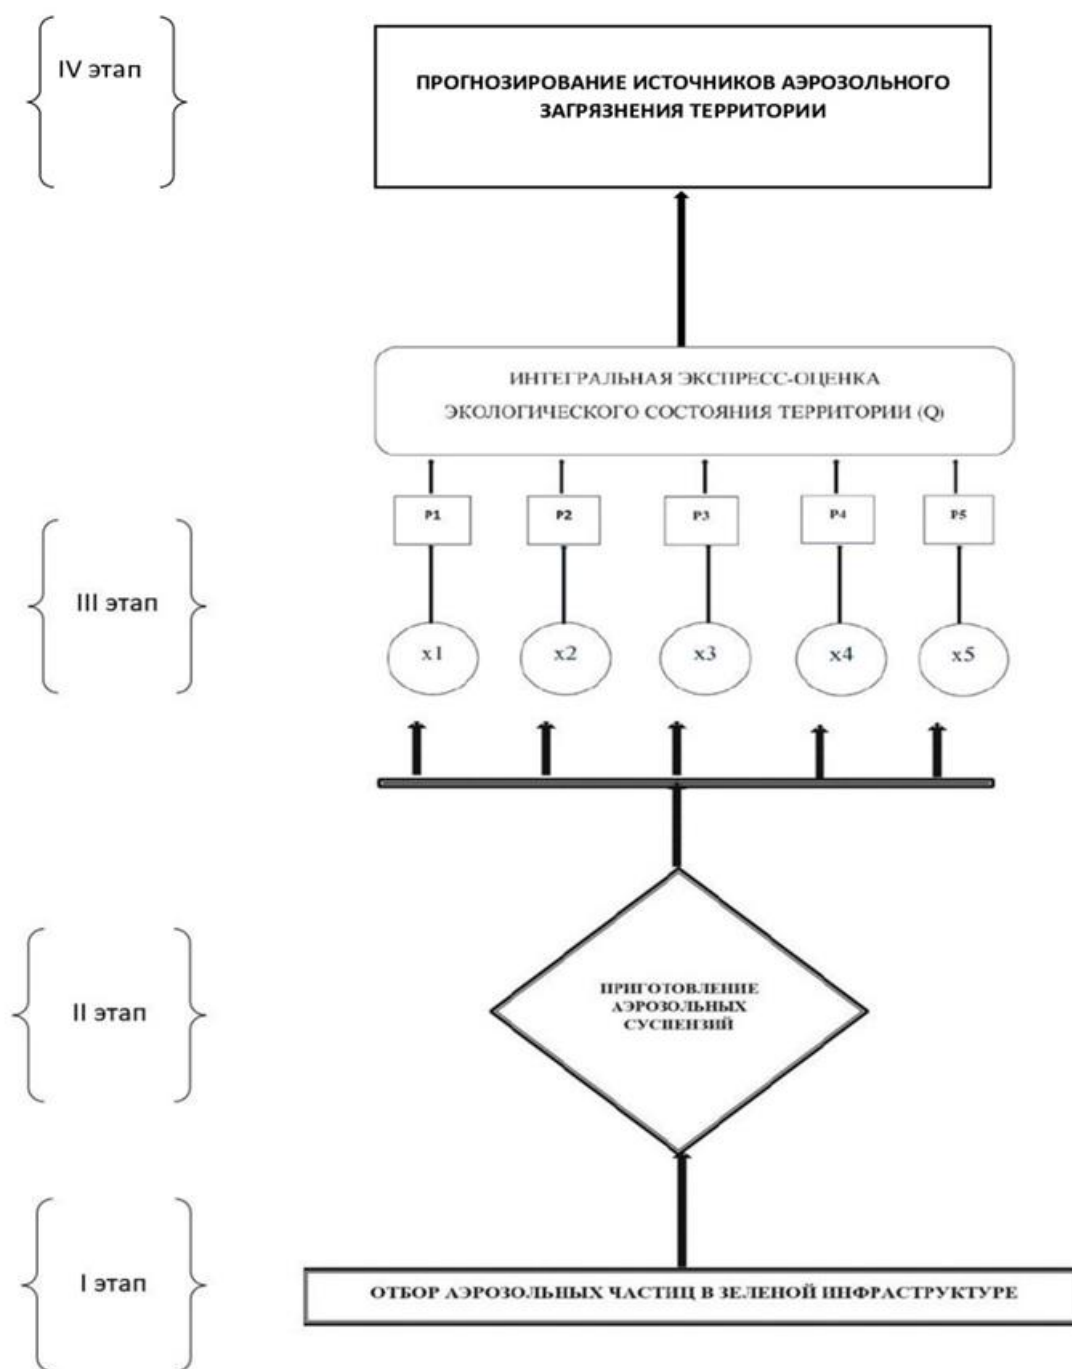 IV этап
ПРОГНОЗИРОВАНИЕ ИСТОЧНИКОВ АЭРОЗОЛЬНОГО
ЗАГРЯЗНЕНИЯ ТЕРРИТОРИИ
ИНТЕГРАЛЬНАЯ ЭКСПРЕСС-ОЦЕНКА
ЭКОЛОГИЧЕСКОГО СОСТОЯНИЯ ТЕРРИТОРИИ (Q)
P1 P2 P3 P4 P5
III этап
x1 x2 x3 x4 x5
II этап
ПРИГОТОВЛЕНИЕ
АЭРОЗОЛЬНЫХ
СУСПЕНЗИЙ
I этап
ОТБОР АЭРОЗОЛЬНЫХ ЧАСТИЦ В ЗЕЛЕНОЙ ИНФРАСТРУКТУРЕ